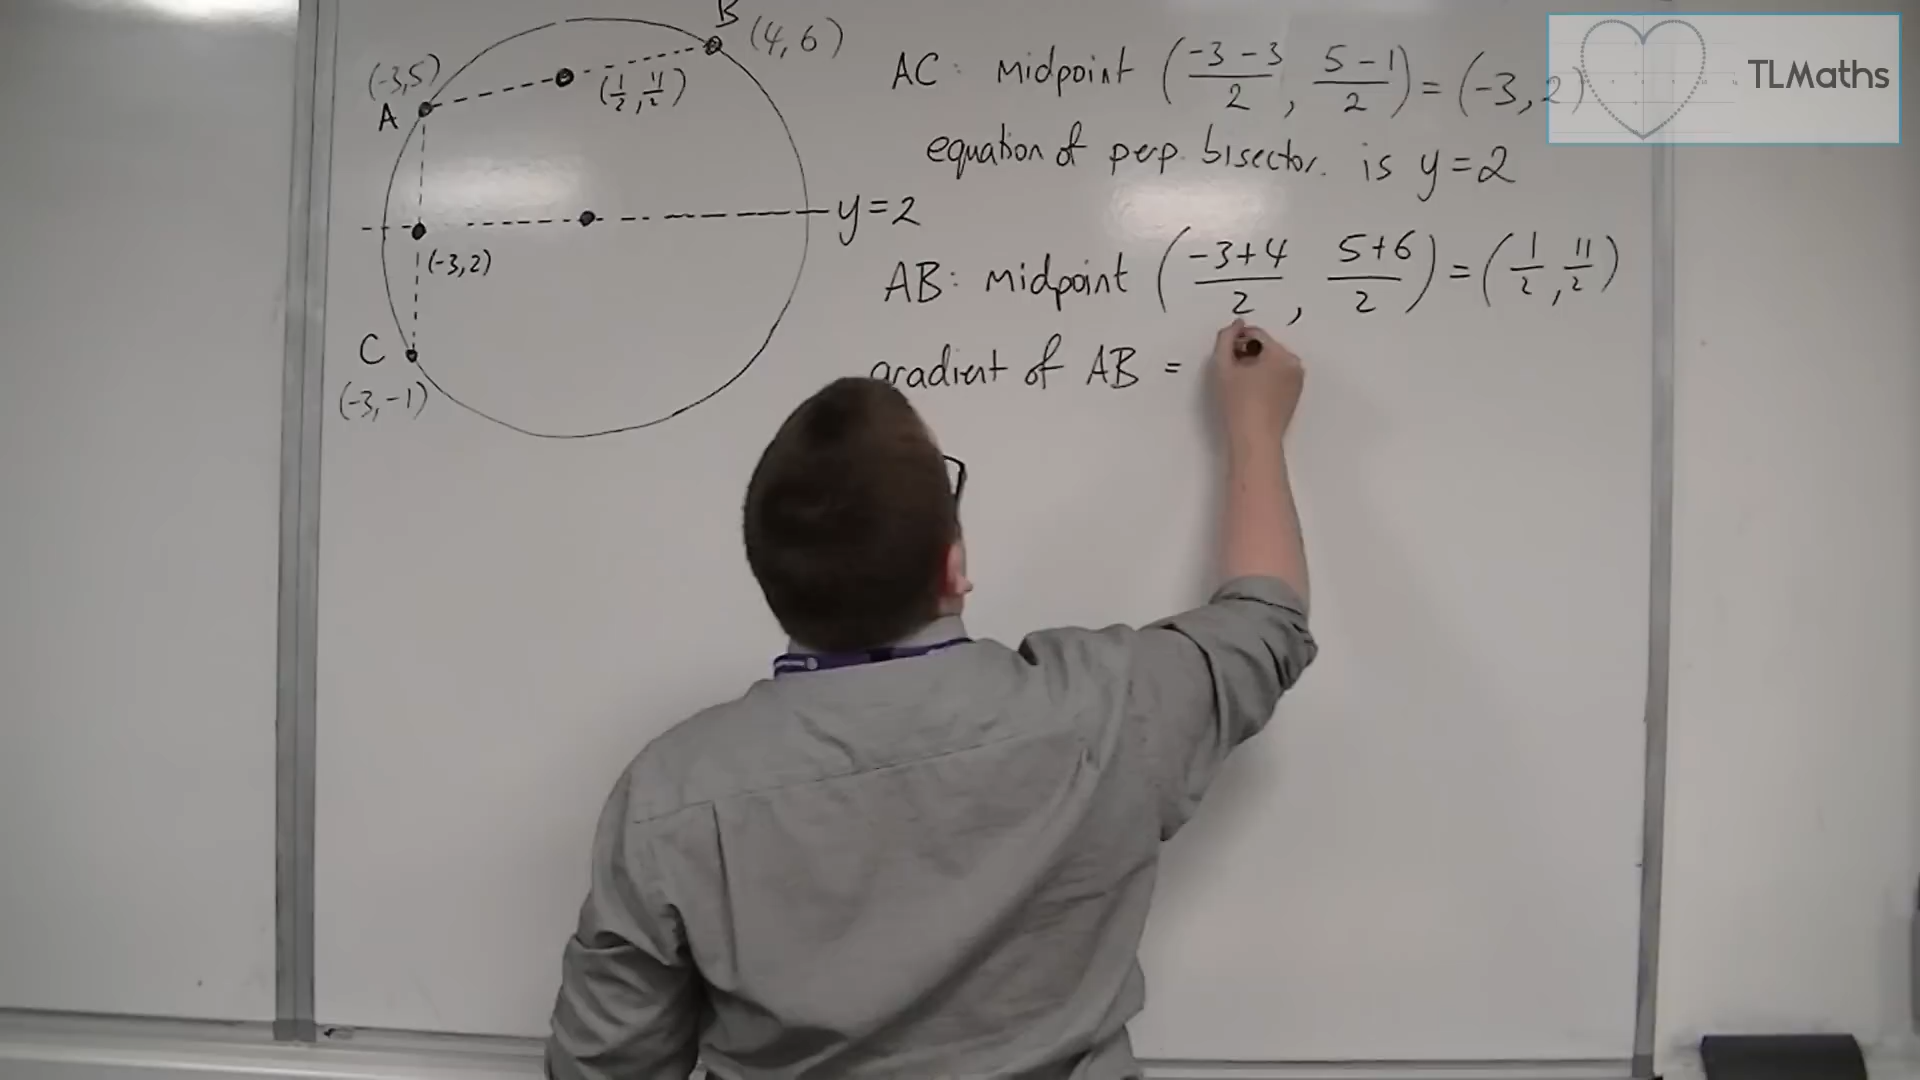 B (4,6)
(-3,5)
A
(1/2, 11/2)
y=2
(-3,2)
C
(-3,-1)
AC: midpoint ((-3-3)/2, (5-1)/2) = (-3,2)
equation of perp. bisector. is y=2
AB: midpoint ((-3+4)/2, (5+6)/2) = (1/2, 11/2)
gradient of AB =
TLMaths